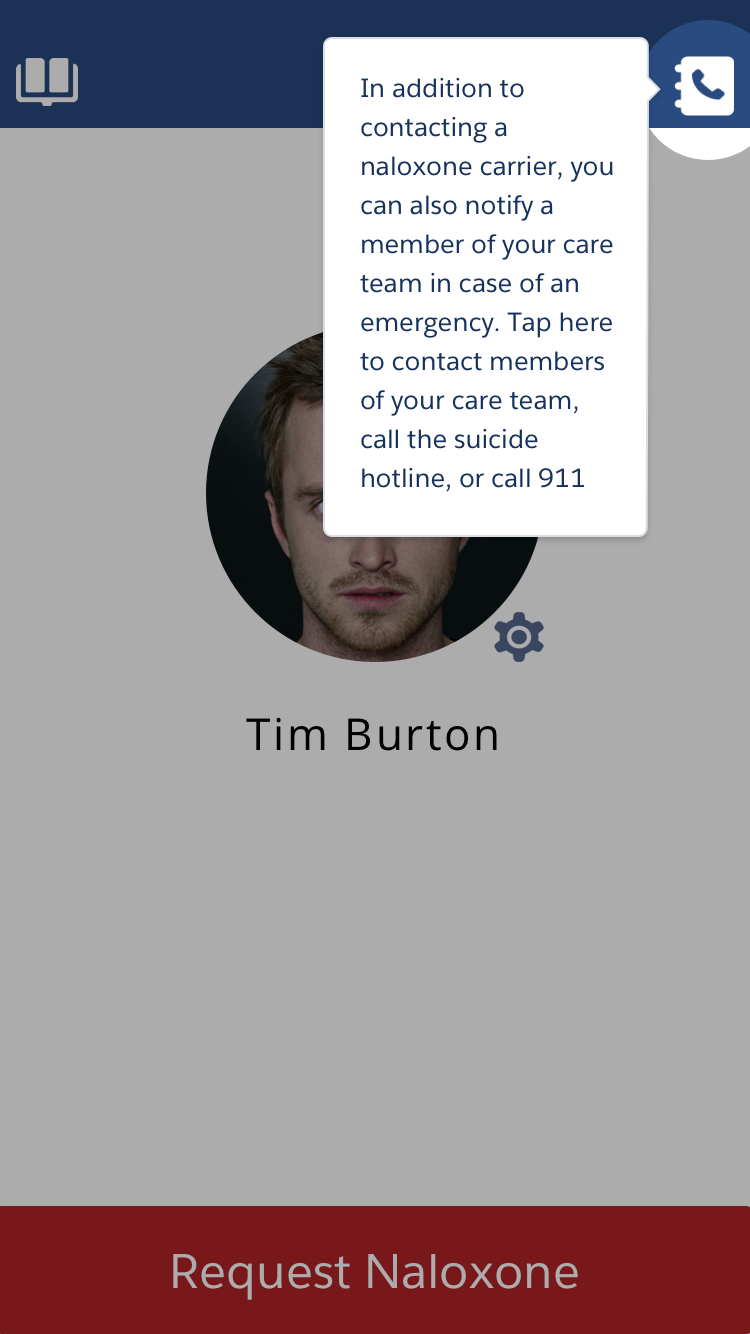 In addition to
contacting a
naloxone carrier, you
can also notify a
member of your care
team in case of an
emergency. Tap here
to contact members
of your care team,
call the suicide
hotline, or call 911
Tim Burton
Request Naloxone